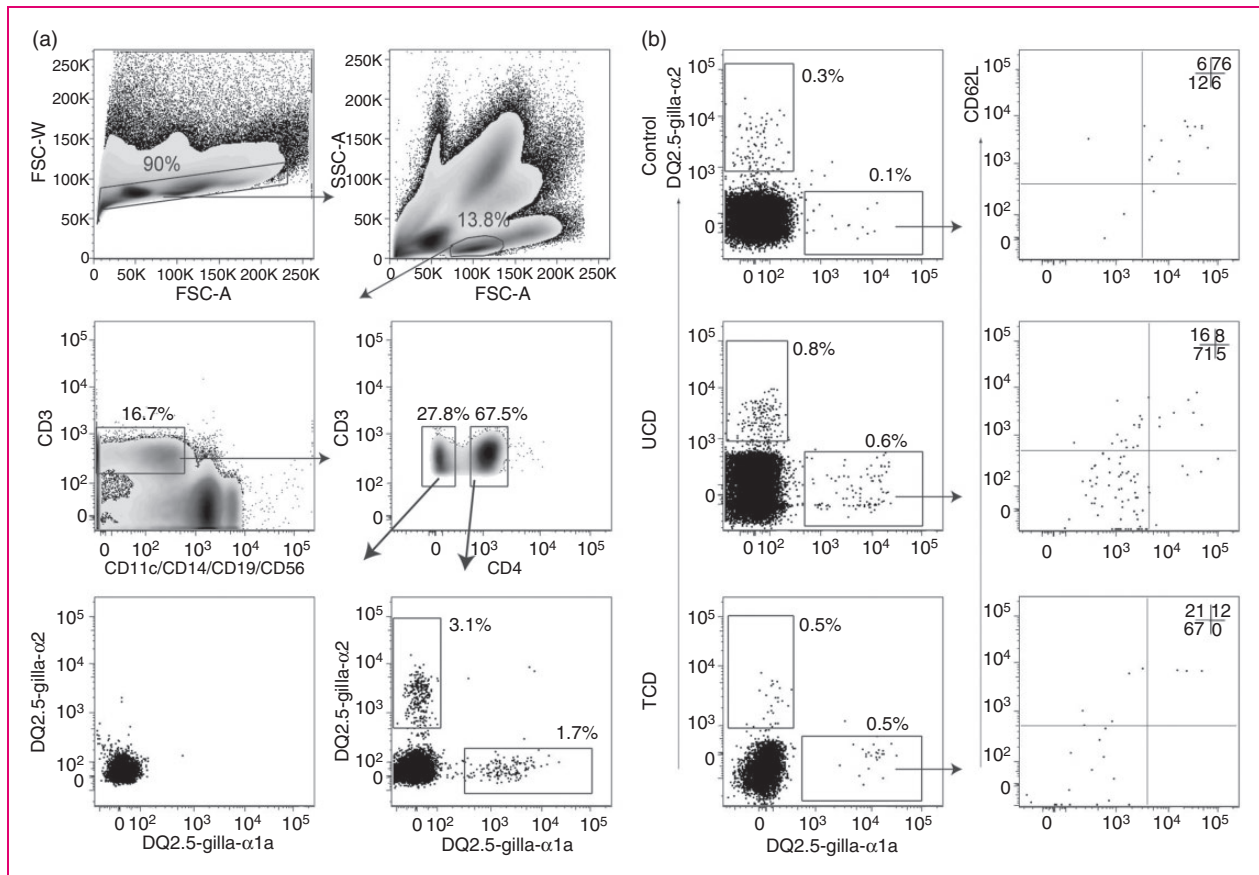 (a)
250K
200K
150K
100K
50K
0
FSC-W
90%
0 50K 100K 150K 200K 250K
FSC-A
250K
200K
150K
100K
50K
0
SSC-A
13.8%
0 50K 100K 150K 200K 250K
FSC-A
10⁵
10⁴
10³
10²
0
CD3
16.7%
0 10² 10³ 10⁴ 10⁵
CD11c/CD14/CD19/CD56
10⁵
10⁴
10³
10²
0
CD3
27.8% 67.5%
0 10³ 10⁴ 10⁵
CD4
10⁵
10⁴
10³
10²
0
DQ2.5-gilla-α2
0 10² 10³ 10⁴ 10⁵
DQ2.5-gilla-α1a
10⁵
10⁴
10³
10²
0
DQ2.5-gilla-α2
3.1%
1.7%
0 10² 10³ 10⁴ 10⁵
DQ2.5-gilla-α1a
(b)
Control
DQ2.5-gilla-α2
10⁵
10⁴
10³
0
0.3%
0.1%
0 10² 10³ 10⁴ 10⁵
CD62L
10⁵
10⁴
10³
10²
0
6 76
12 6
0 10³ 10⁴ 10⁵
UCD
10⁵
10⁴
10³
0
0.8%
0.6%
0 10² 10³ 10⁴ 10⁵
10⁵
10⁴
10³
10²
0
16 8
71 5
0 10³ 10⁴ 10⁵
TCD
10⁵
10⁴
10³
0
0.5%
0.5%
0 10² 10³ 10⁴ 10⁵
DQ2.5-gilla-α1a
10⁵
10⁴
10³
10²
0
21 12
67 0
0 10³ 10⁴ 10⁵